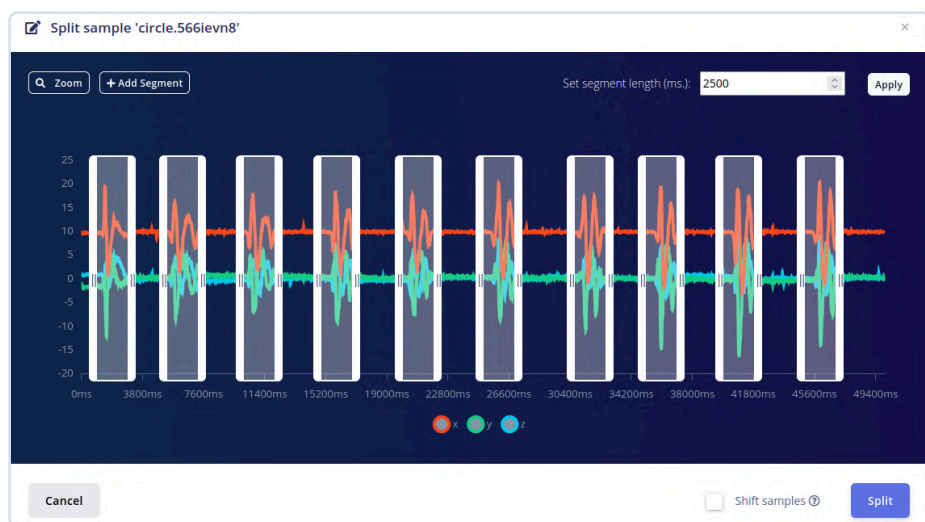 Split sample 'circle.566ievn8'
×
Zoom
+ Add Segment
Set segment length (ms.):
2500
Apply
25
20
15
10
5
0
-5
-10
-15
-20
0ms 3800ms 7600ms 11400ms 15200ms 19000ms 22800ms 26600ms 30400ms 34200ms 38000ms 41800ms 45600ms 49400ms
x y z
Cancel
Shift samples
Split